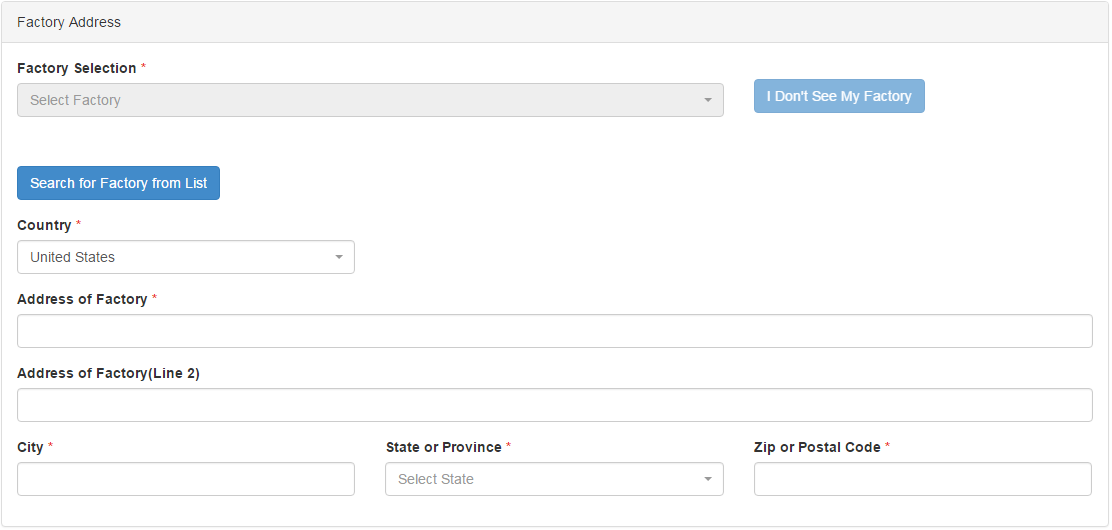 Factory Address
Factory Selection *
Select Factory
I Don't See My Factory
Search for Factory from List
Country *
United States
Address of Factory *
Address of Factory(Line 2)
City * State or Province * Zip or Postal Code *
Select State